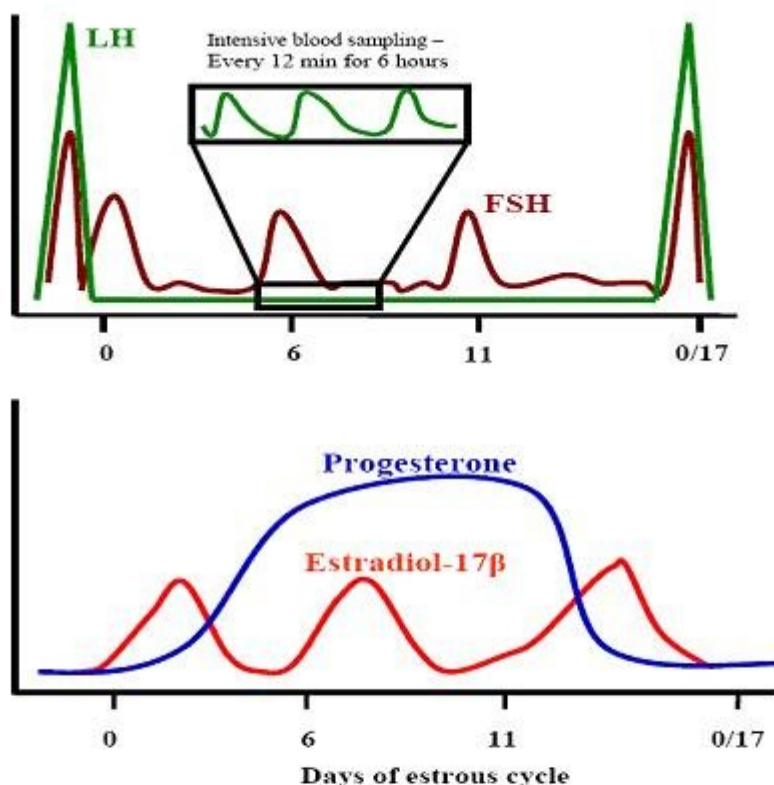 LH
Intensive blood sampling –
Every 12 min for 6 hours
FSH
0 6 11 0/17
Progesterone
Estradiol-17β
0 6 11 0/17
Days of estrous cycle